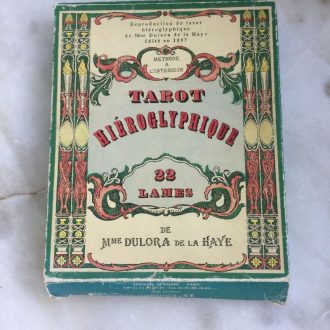 Reproduction du tarot
hiéroglyphique
de Mme Dulora de la Haye
édité en 1897
MÉTHODE
À
L'INTÉRIEUR
TAROT
HIÉROGLYPHIQUE
22
LAMES
DE
MME DULORA DE LA HAYE